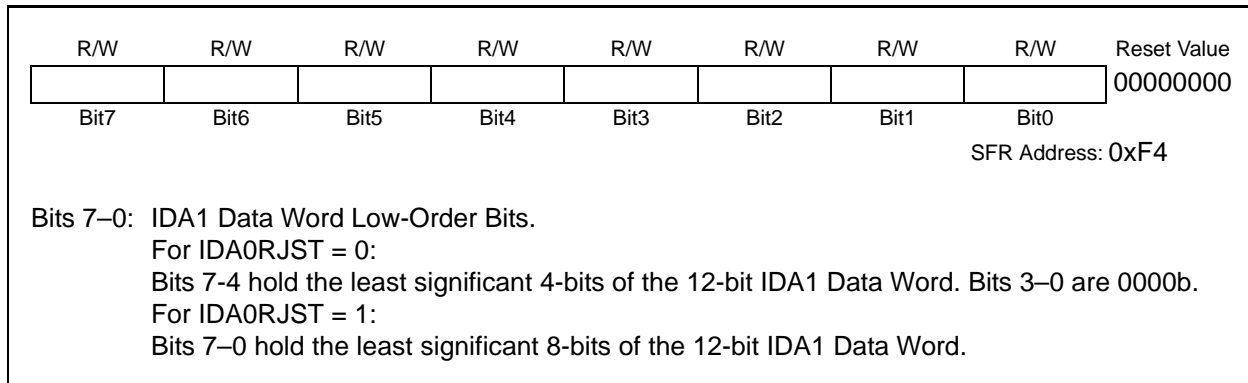 R/W R/W R/W R/W R/W R/W R/W R/W Reset Value
00000000
Bit7 Bit6 Bit5 Bit4 Bit3 Bit2 Bit1 Bit0
SFR Address: 0xF4
Bits 7–0: IDA1 Data Word Low-Order Bits.
For IDA0RJST = 0:
Bits 7-4 hold the least significant 4-bits of the 12-bit IDA1 Data Word. Bits 3–0 are 0000b.
For IDA0RJST = 1:
Bits 7–0 hold the least significant 8-bits of the 12-bit IDA1 Data Word.